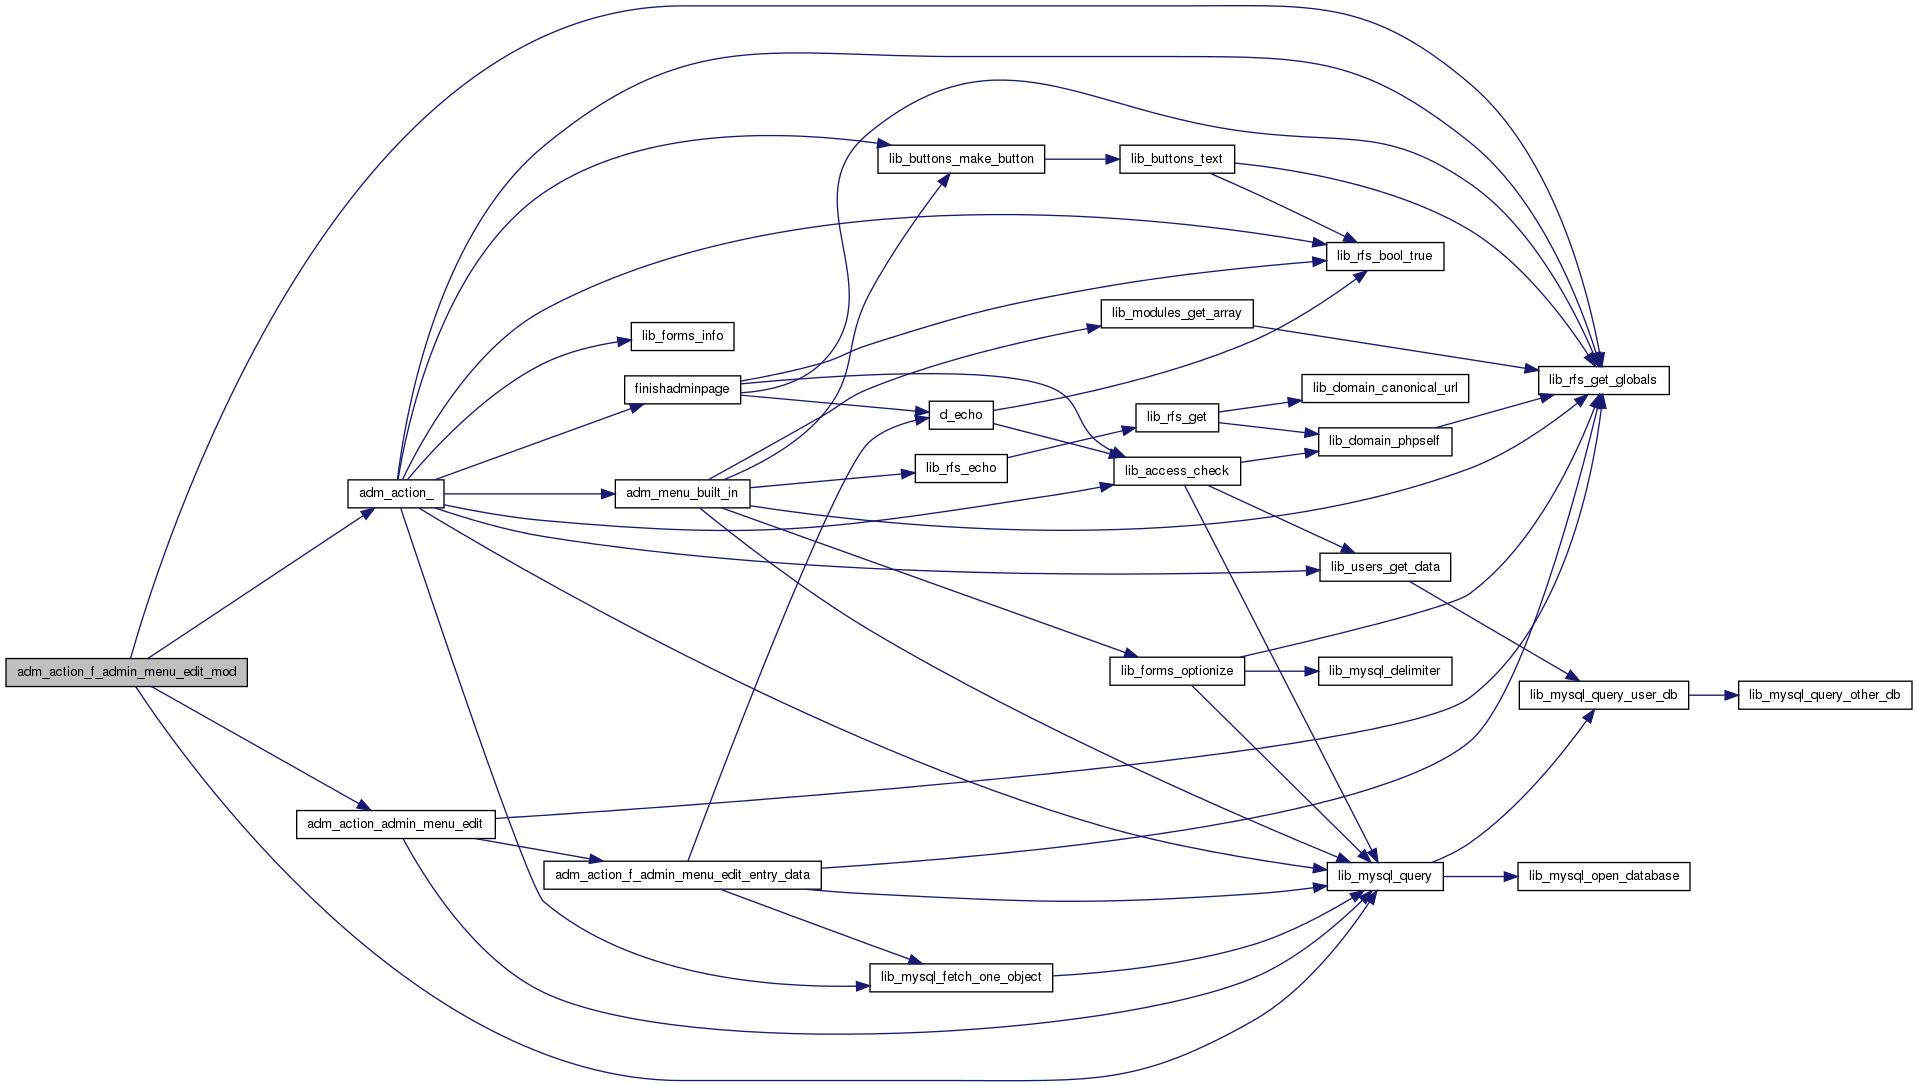 lib_buttons_make_button
lib_buttons_text
lib_rfs_bool_true
lib_modules_get_array
lib_forms_info
finishadminpage
lib_rfs_get_globals
lib_domain_canonical_url
d_echo
lib_rfs_get
lib_domain_phpself
lib_rfs_echo
lib_access_check
adm_action_
adm_menu_built_in
lib_users_get_data
adm_action_f_admin_menu_edit_mod
lib_forms_optionize
lib_mysql_delimiter
lib_mysql_query_user_db
lib_mysql_query_other_db
adm_action_admin_menu_edit
adm_action_f_admin_menu_edit_entry_data
lib_mysql_query
lib_mysql_open_database
lib_mysql_fetch_one_object